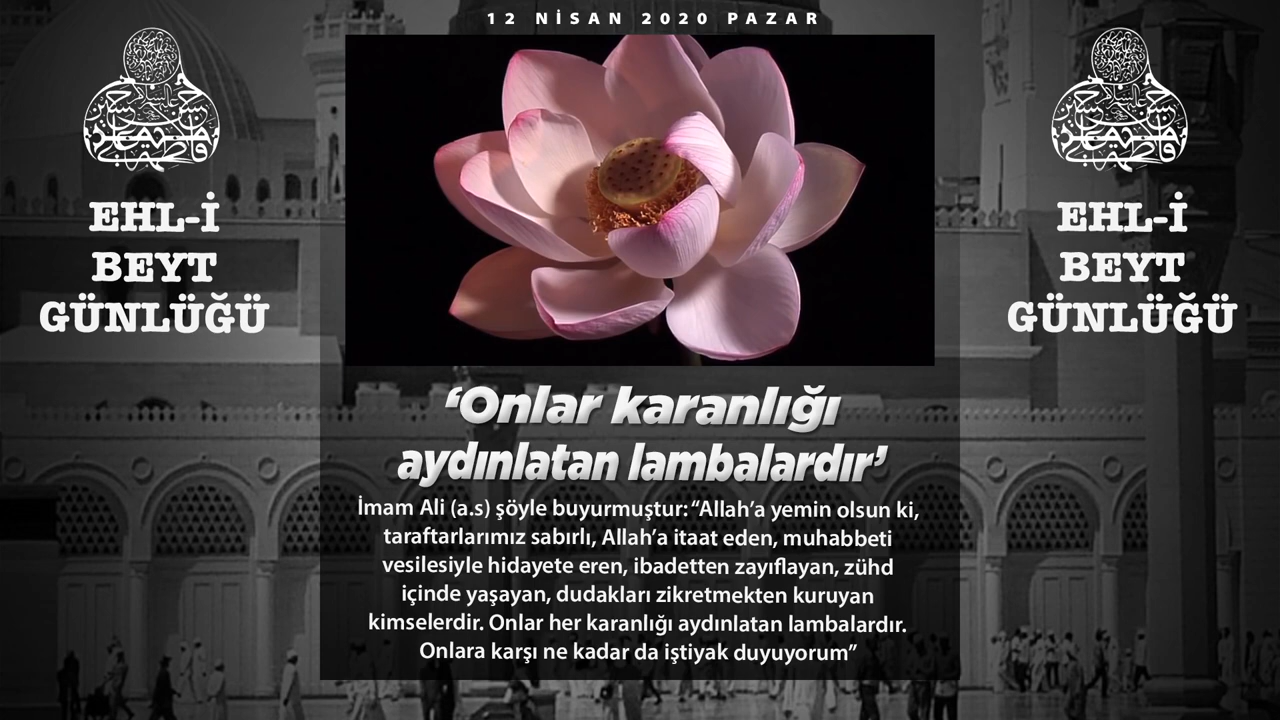 12 NİSAN 2020 PAZAR
EHL-İ
BEYT
GÜNLÜĞÜ
EHL-İ
BEYT
GÜNLÜĞÜ
‘Onlar karanlığı
aydınlatan lambalardır’
İmam Ali (a.s) şöyle buyurmuştur: “Allah’a yemin olsun ki,
taraftarlarımız sabırlı, Allah’a itaat eden, muhabbeti
vesilesiyle hidayete eren, ibadetten zayıflayan, zühd
içinde yaşayan, dudakları zikretmekten kuruyan
kimselerdir. Onlar her karanlığı aydınlatan lambalardır.
Onlara karşı ne kadar da iştiyak duyuyorum”